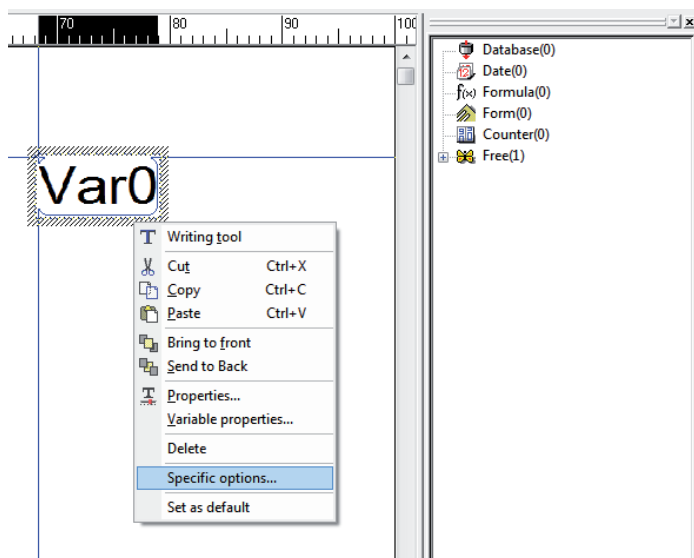 70 80 90 100
Database(0)
Date(0)
f(x) Formula(0)
Form(0)
Counter(0)
Free(1)
Var0
Writing tool
Cut Ctrl+X
Copy Ctrl+C
Paste Ctrl+V
Bring to front
Send to Back
Properties...
Variable properties...
Delete
Specific options...
Set as default